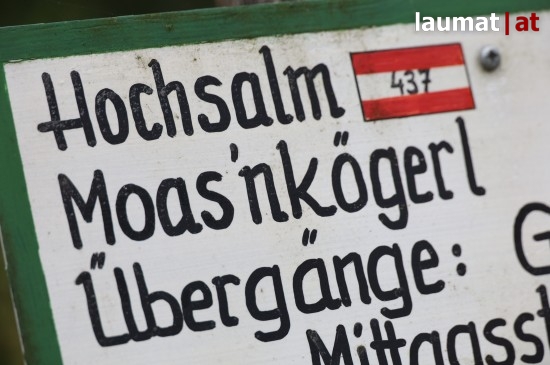 laumat|at
Hochsalm 437
Moas'nkögerl
Übergänge: